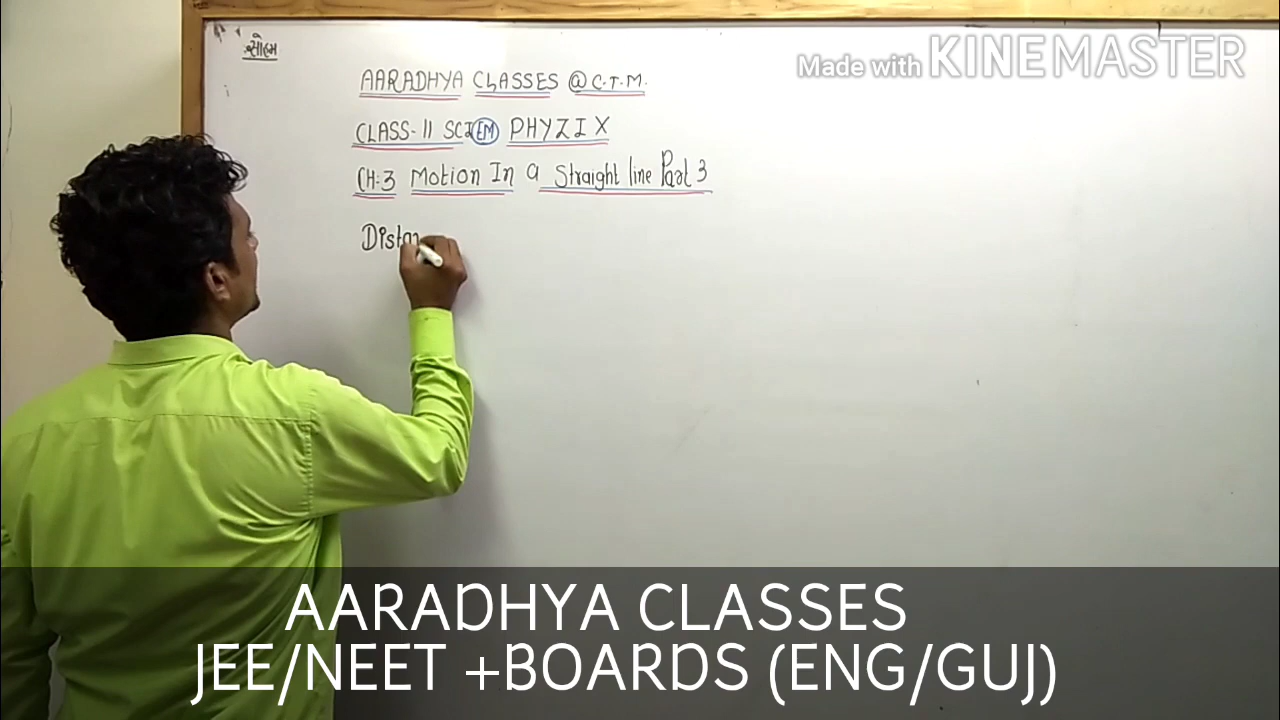 સોહમ
Made with KINEMASTER
AARADHYA CLASSES @ C.T.M.
CLASS-11 SCI EM PHYZIX
CH:3 Motion In a Straight line Part 3
Distan
AARADHYA CLASSES
JEE/NEET +BOARDS (ENG/GUJ)